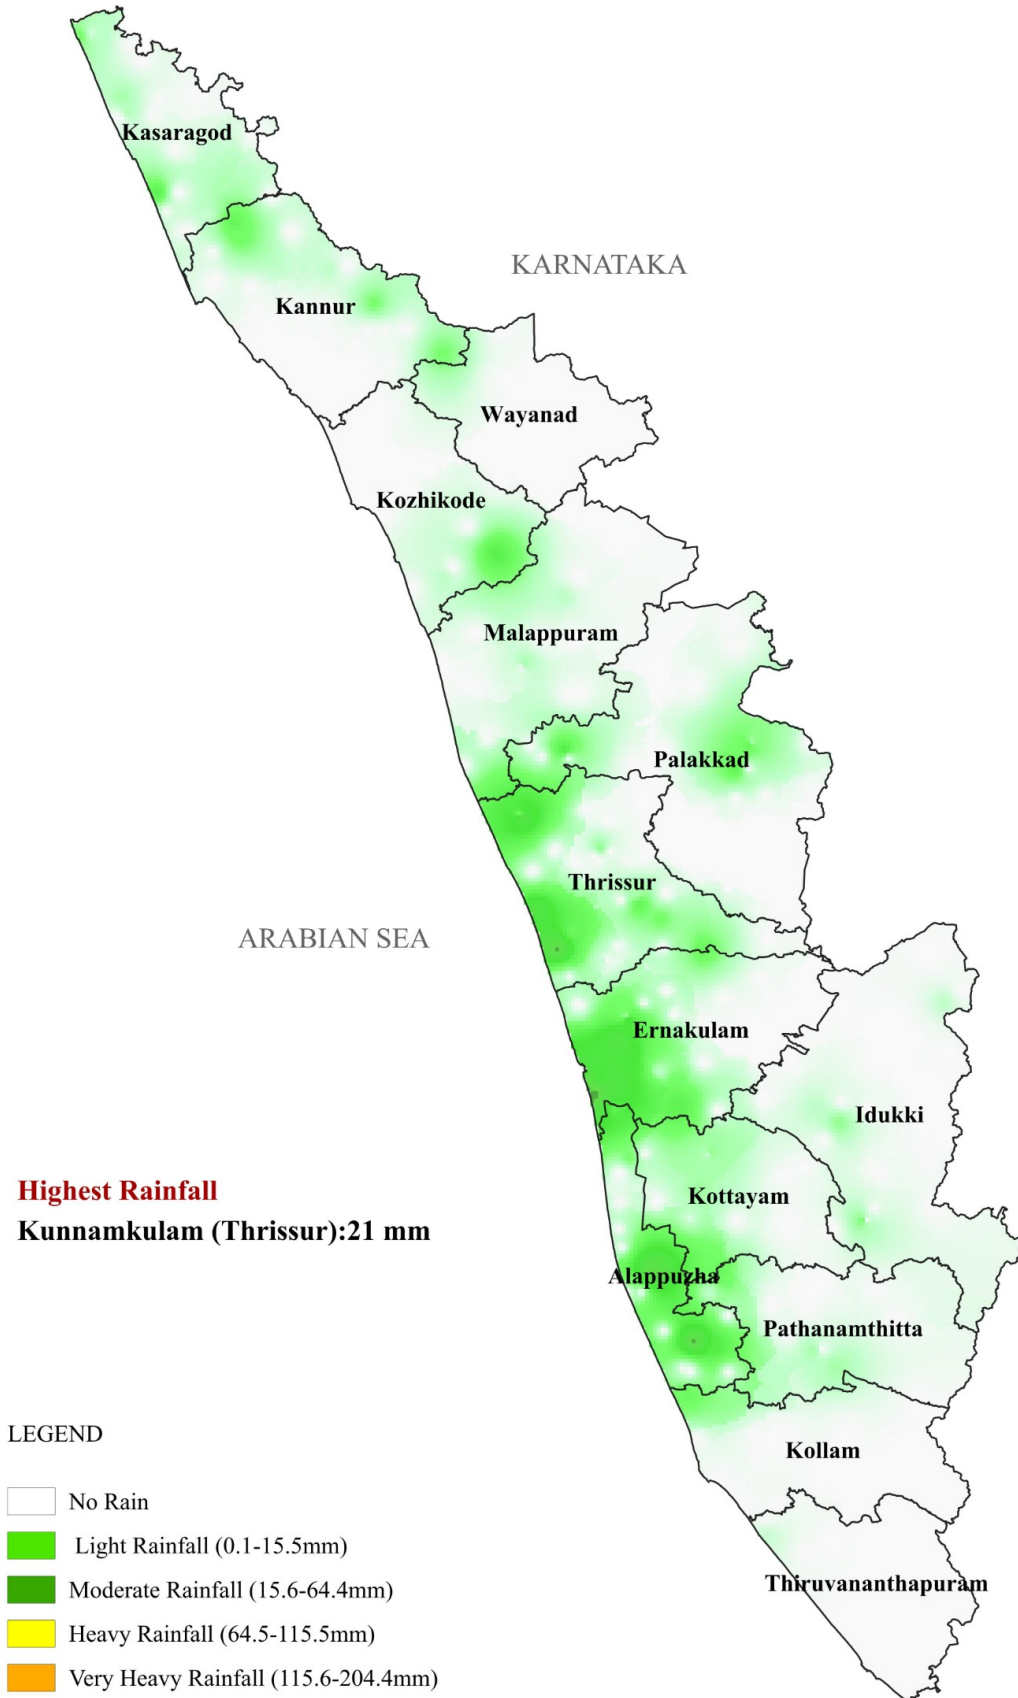 Kasaragod
KARNATAKA
Kannur
Wayanad
Kozhikode
Malappuram
Palakkad
Thrissur
ARABIAN SEA
Ernakulam
Idukki
Highest Rainfall
Kunnamkulam (Thrissur):21 mm
Kottayam
Alappuzha
Pathanamthitta
Kollam
Thiruvananthapuram
LEGEND
No Rain
Light Rainfall (0.1-15.5mm)
Moderate Rainfall (15.6-64.4mm)
Heavy Rainfall (64.5-115.5mm)
Very Heavy Rainfall (115.6-204.4mm)